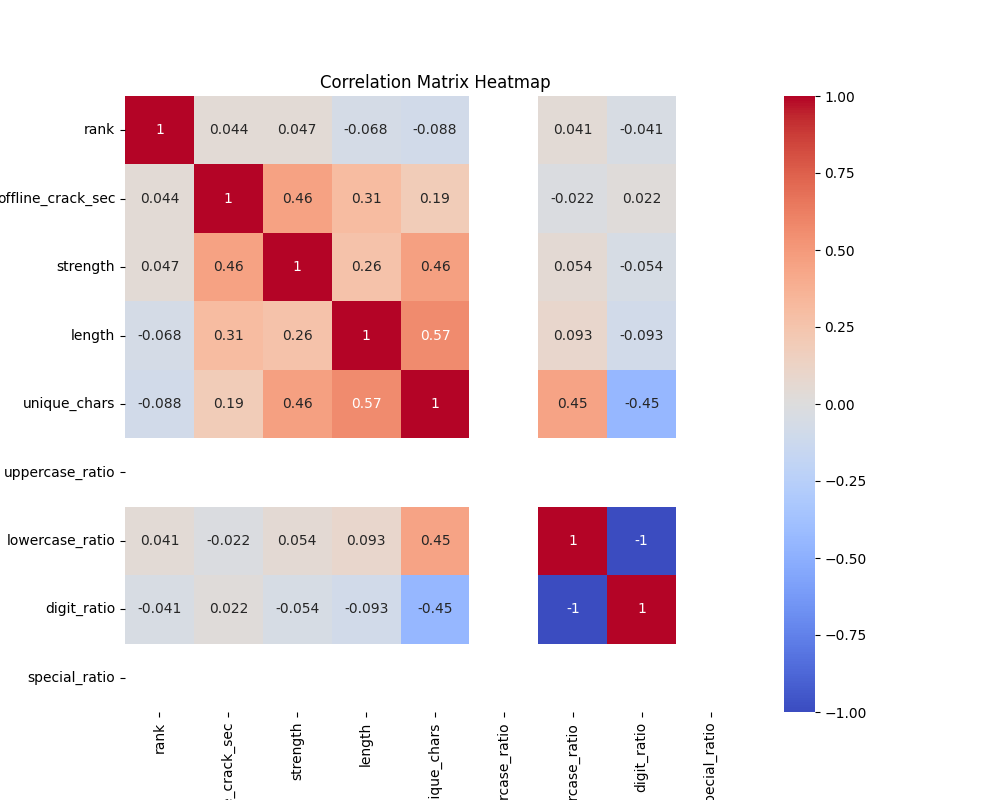 Correlation Matrix Heatmap
rank 1 0.044 0.047 -0.068 -0.088 0.041 -0.041
offline_crack_sec 0.044 1 0.46 0.31 0.19 -0.022 0.022
strength 0.047 0.46 1 0.26 0.46 0.054 -0.054
length -0.068 0.31 0.26 1 0.57 0.093 -0.093
unique_chars -0.088 0.19 0.46 0.57 1 0.45 -0.45
uppercase_ratio
lowercase_ratio 0.041 -0.022 0.054 0.093 0.45 1 -1
digit_ratio -0.041 0.022 -0.054 -0.093 -0.45 -1 1
special_ratio
rank
_crack_sec
strength
length
ique_chars
rcase_ratio
rcase_ratio
digit_ratio
pecial_ratio
1.00
0.75
0.50
0.25
0.00
−0.25
−0.50
−0.75
−1.00